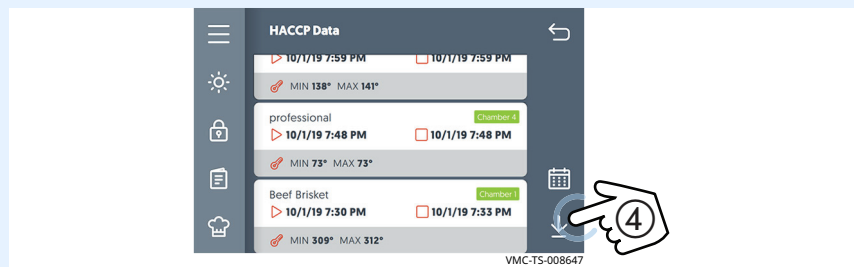 HACCP Data
10/1/19 7:59 PM 10/1/19 7:59 PM
MIN 138° MAX 141°
professional Chamber 4
10/1/19 7:48 PM 10/1/19 7:48 PM
MIN 73° MAX 73°
Beef Brisket Chamber 1
10/1/19 7:30 PM 10/1/19 7:33 PM
4
MIN 309° MAX 312°
VMC-TS-008647